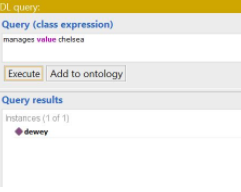 DL query:
Query (class expression)
manages value chelsea
Execute Add to ontology
Query results
Instances (1 of 1)
dewey